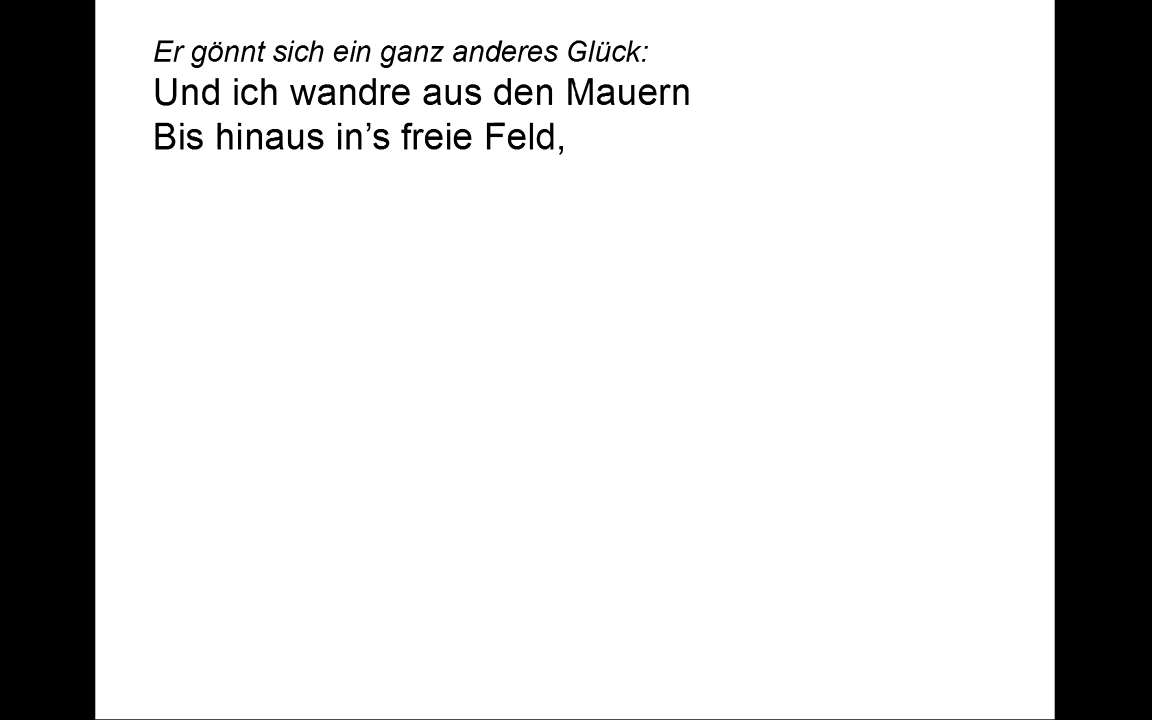 Er gönnt sich ein ganz anderes Glück:
Und ich wandre aus den Mauern
Bis hinaus in’s freie Feld,